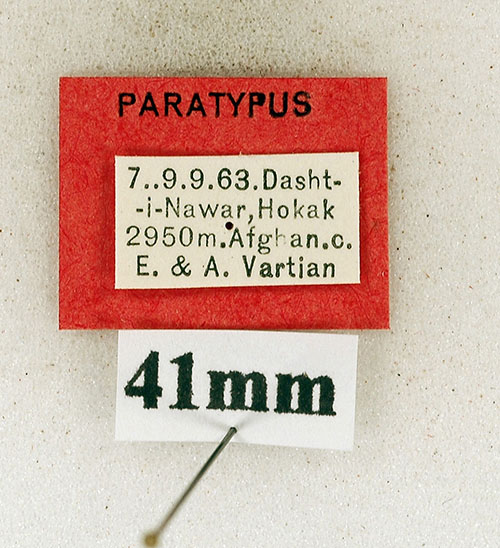 PARATYPUS
7..9.9.63.Dasht-
-i-Nawar,Hokak
2950m.Afghan.c.
E. & A. Vartian
41mm